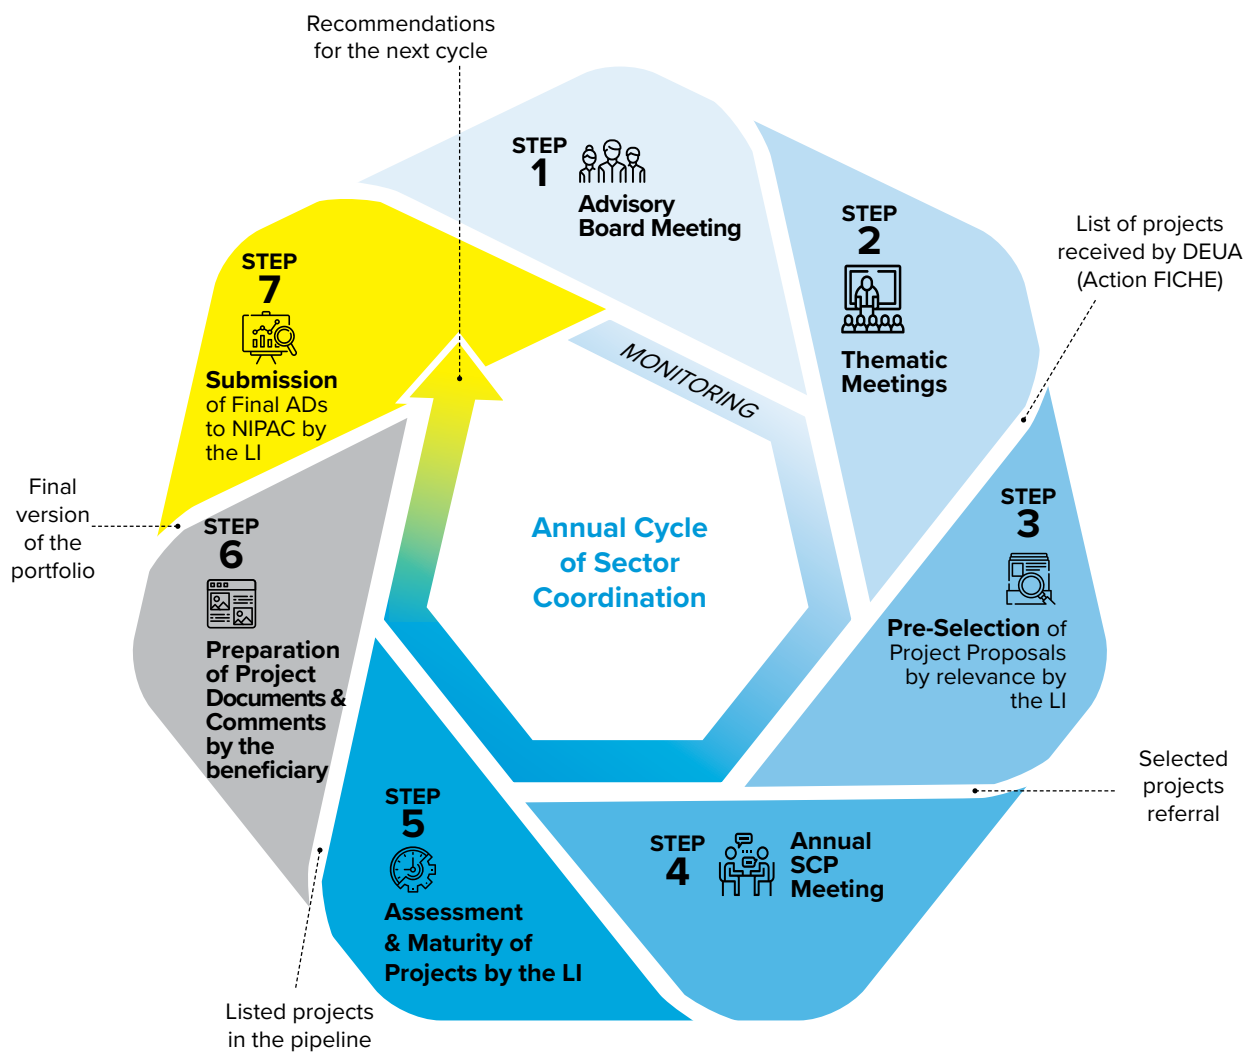 Recommendations
for the next cycle
STEP
1
Advisory
Board Meeting
STEP
2
Thematic
Meetings
List of projects
received by DEUA
(Action FICHE)
STEP
3
Pre-Selection of
Project Proposals
by relevance by
the LI
Selected
projects
referral
STEP
4
Annual
SCP
Meeting
STEP
5
Assessment
& Maturity of
Projects by the LI
Listed projects
in the pipeline
STEP
6
Preparation
of Project
Documents &
Comments
by the
beneficiary
Final
version
of the
portfolio
STEP
7
Submission
of Final ADs
to NIPAC by
the LI
MONITORING
Annual Cycle
of Sector
Coordination